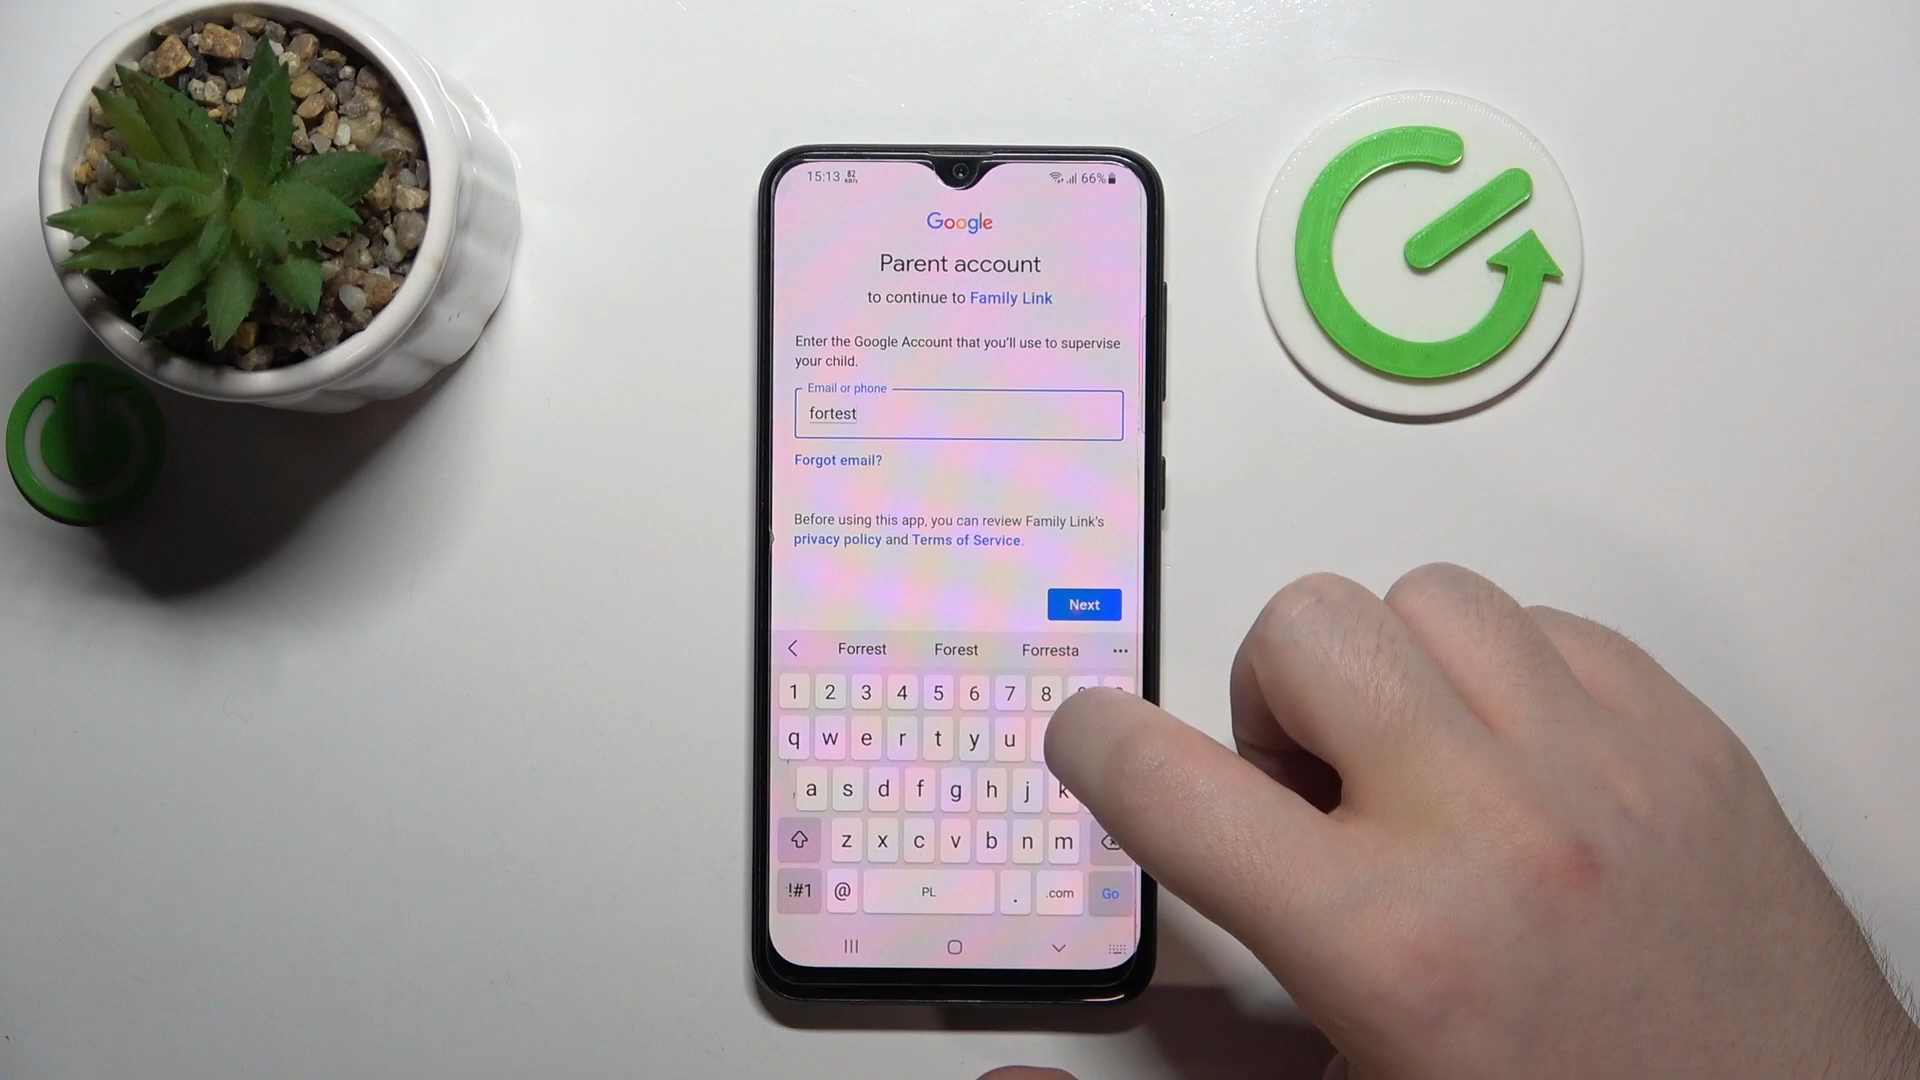 15:13 82 KB/s 66%
Google
Parent account
to continue to Family Link
Enter the Google Account that you'll use to supervise
your child.
Email or phone
fortest
Forgot email?
Before using this app, you can review Family Link's
privacy policy and Terms of Service.
Next
Forrest Forest Forresta
1 2 3 4 5 6 7 8
q w e r t y u
a s d f g h j k
z x c v b n m
!#1 @ PL . .com Go